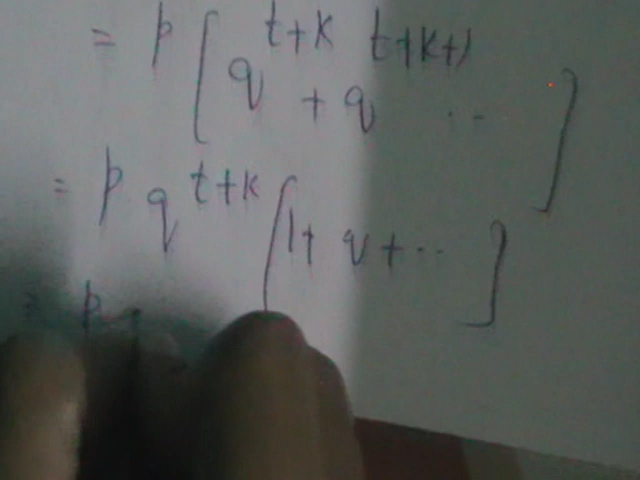 = p [ q^{t+k} + q^{t+k+1} ... ]
= p q^{t+k} [ 1 + q + ... ]
= p